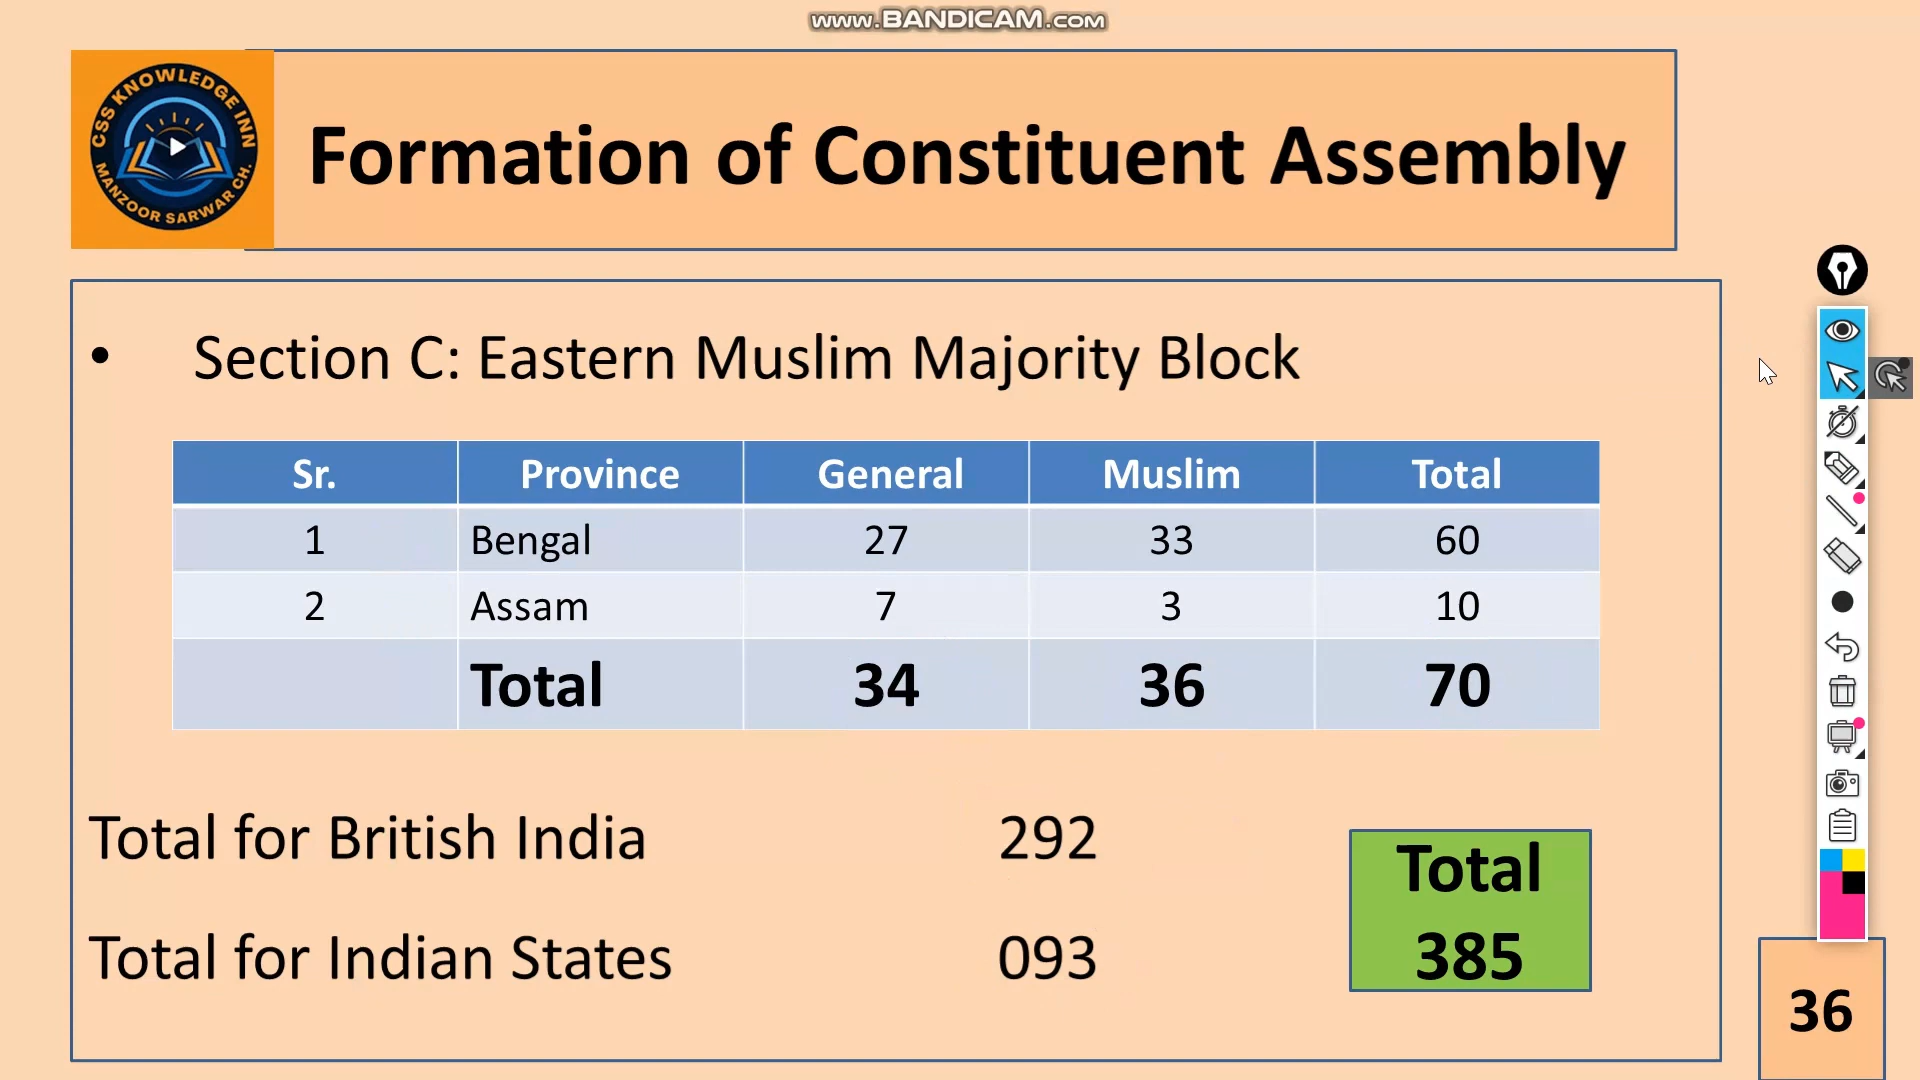 www.BANDICAM.com
CSS KNOWLEDGE INN
MANZOOR SARWAR CH.
Formation of Constituent Assembly
• Section C: Eastern Muslim Majority Block
Sr. Province General Muslim Total
1 Bengal 27 33 60
2 Assam 7 3 10
Total 34 36 70
Total for British India 292
Total for Indian States 093
Total
385
36